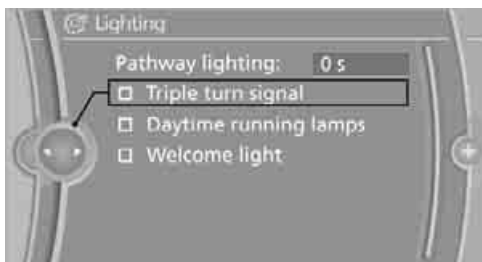 Lighting
Pathway lighting: 0 s
Triple turn signal
Daytime running lamps
Welcome light